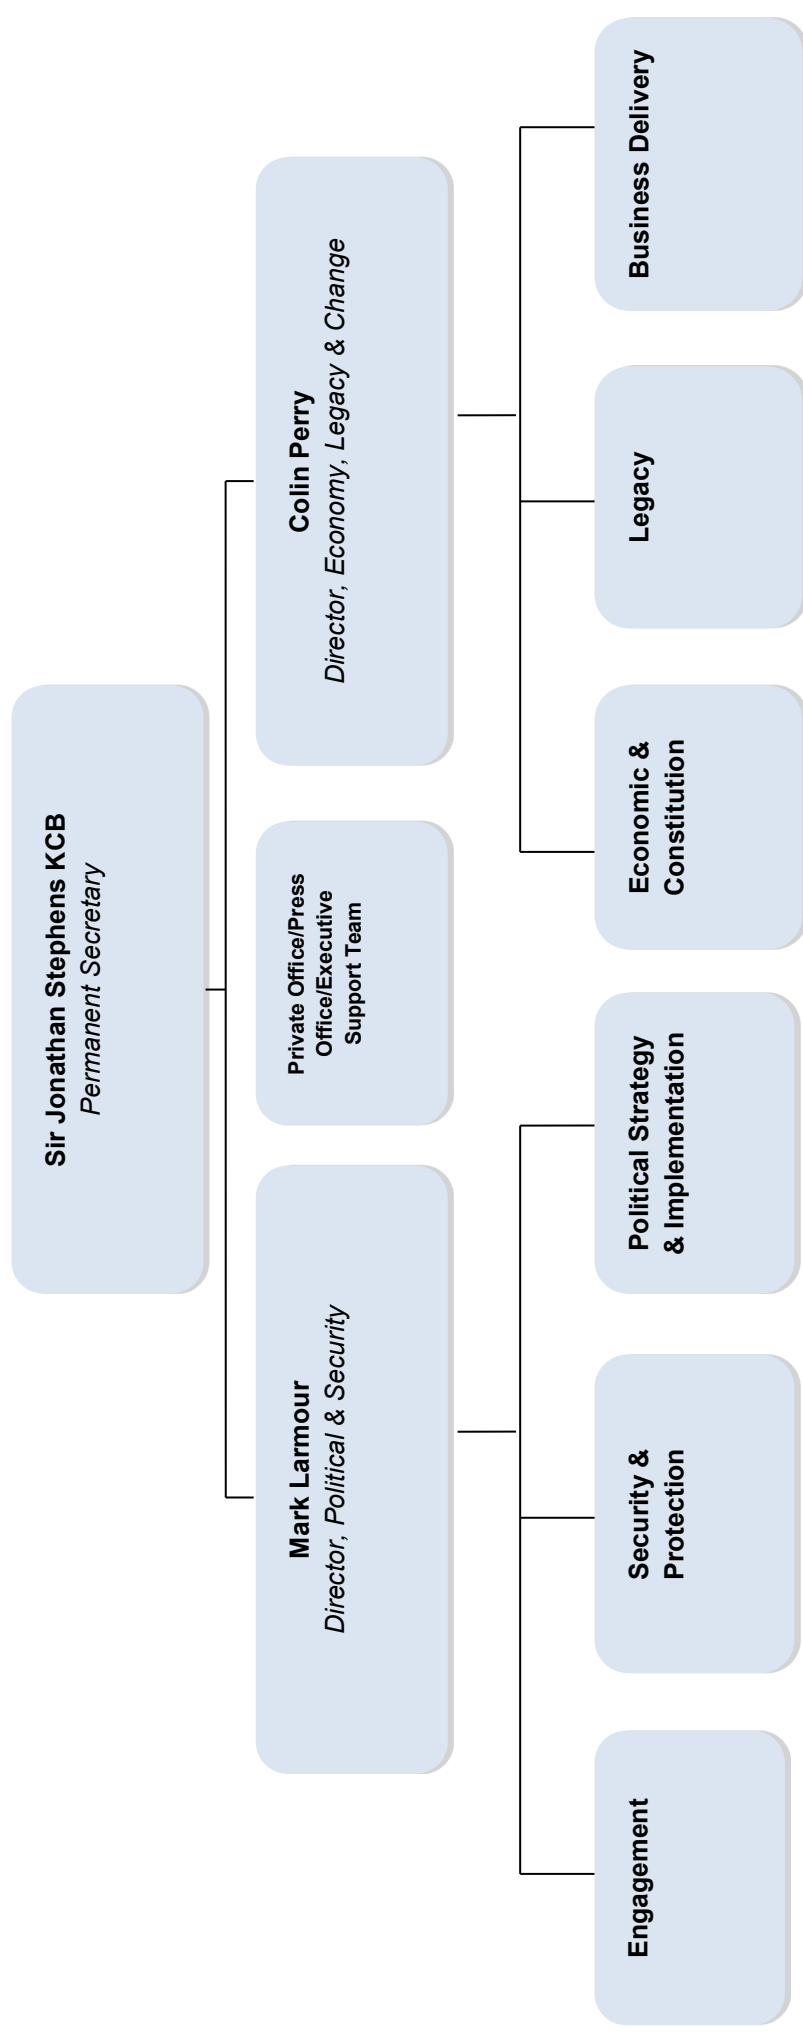 Sir Jonathan Stephens KCB
Permanent Secretary
Mark Larmour
Director, Political & Security
Private Office/Press
Office/Executive
Support Team
Colin Perry
Director, Economy, Legacy & Change
Engagement
Security &
Protection
Political Strategy
& Implementation
Economic &
Constitution
Legacy
Business Delivery